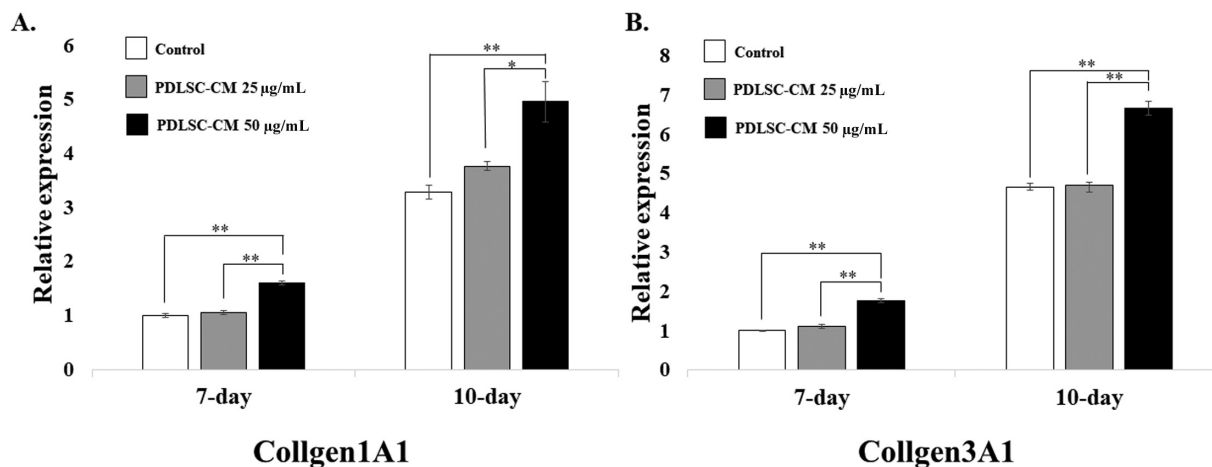 A.
Relative expression
6
5
4
3
2
1
0
Control
PDLSC-CM 25 µg/mL
PDLSC-CM 50 µg/mL
**
**
**
*
7-day
10-day
Collgen1A1
B.
Relative expression
8
7
6
5
4
3
2
1
0
Control
PDLSC-CM 25 µg/mL
PDLSC-CM 50 µg/mL
**
**
**
**
7-day
10-day
Collgen3A1